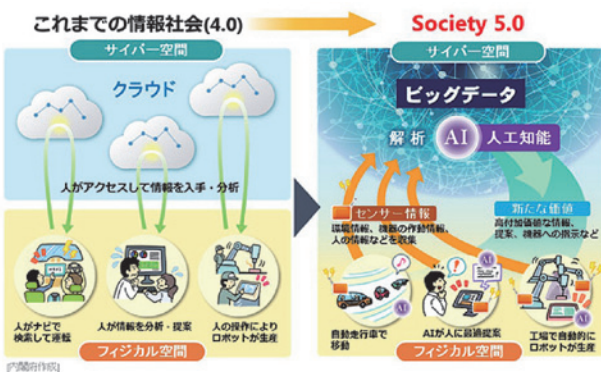 これまでの情報社会(4.0)
Society 5.0
サイバー空間
クラウド
人がアクセスして情報を入手・分析
人がナビで
検索して運転
人が情報を分析・提案
人の操作により
ロボットが生産
フィジカル空間
[内閣府作成]
サイバー空間
ビッグデータ
解析 AI 人工知能
センサー情報
環境情報、機器の作動情報、
人の情報などを収集
新たな価値
高付加価値な情報、
提案、機器への指示など
AI
AI
AI
自動走行車で
移動
AIが人に最適提案
工場で自動的に
ロボットが生産
フィジカル空間